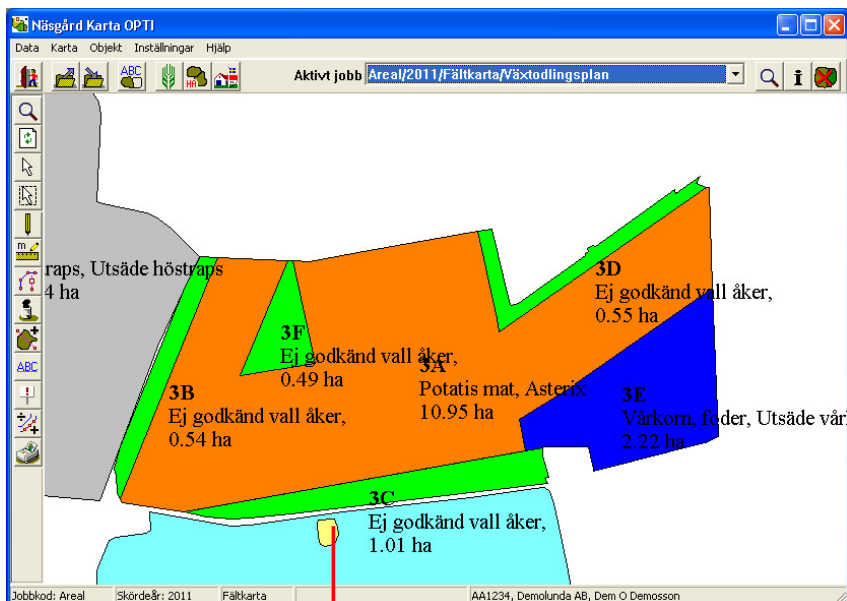 Näsgård Karta OPTI
Data Karta Objekt Inställningar Hjälp
ABC HA Aktivt jobb Areal/2011/Fältkarta/Växtodlingsplan i
m
ABC
raps, Utsäde höstraps
4 ha
3D
Ej godkänd vall åker,
0.55 ha
3F
Ej godkänd vall åker,
0.49 ha
3A
Potatis mat, Asterix
10.95 ha
3B
Ej godkänd vall åker,
0.54 ha
3E
Vårkorn, foder, Utsäde vår
2.22 ha
3C
Ej godkänd vall åker,
1.01 ha
Jobbkod: Areal Skördeår: 2011 Fältkarta AA1234, Demolunda AB, Dem O Demosson